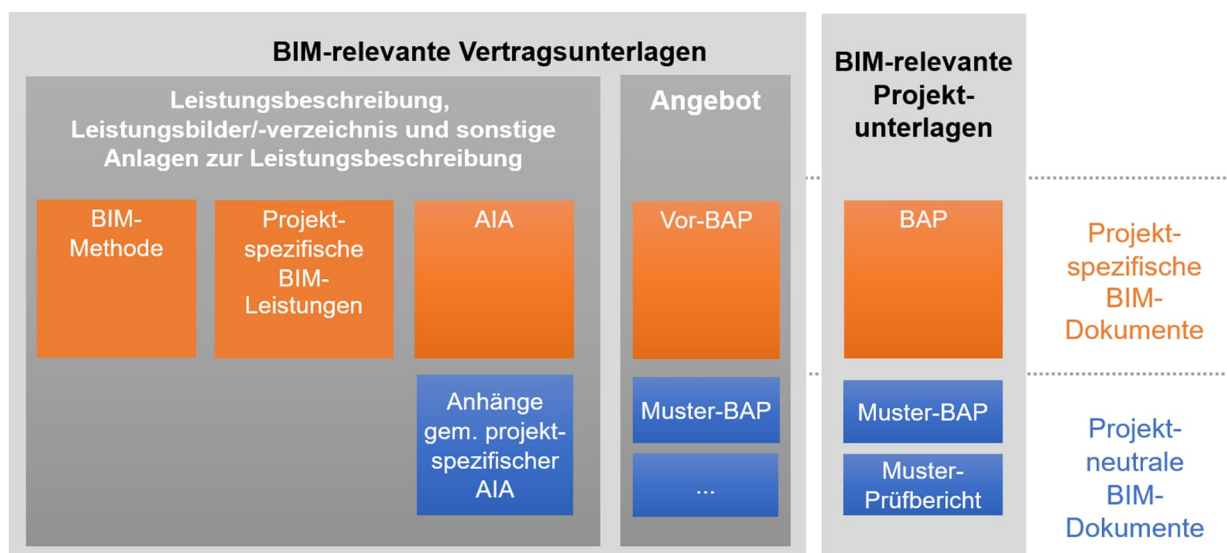 BIM-relevante Vertragsunterlagen
Leistungsbeschreibung,
Leistungsbilder/-verzeichnis und sonstige
Anlagen zur Leistungsbeschreibung
Angebot
BIM-relevante
Projekt-
unterlagen
BIM-
Methode
Projekt-
spezifische
BIM-
Leistungen
AIA
Vor-BAP
BAP
Projekt-
spezifische
BIM-
Dokumente
Anhänge
gem. projekt-
spezifischer
AIA
Muster-BAP
...
Muster-BAP
Muster-
Prüfbericht
Projekt-
neutrale
BIM-
Dokumente